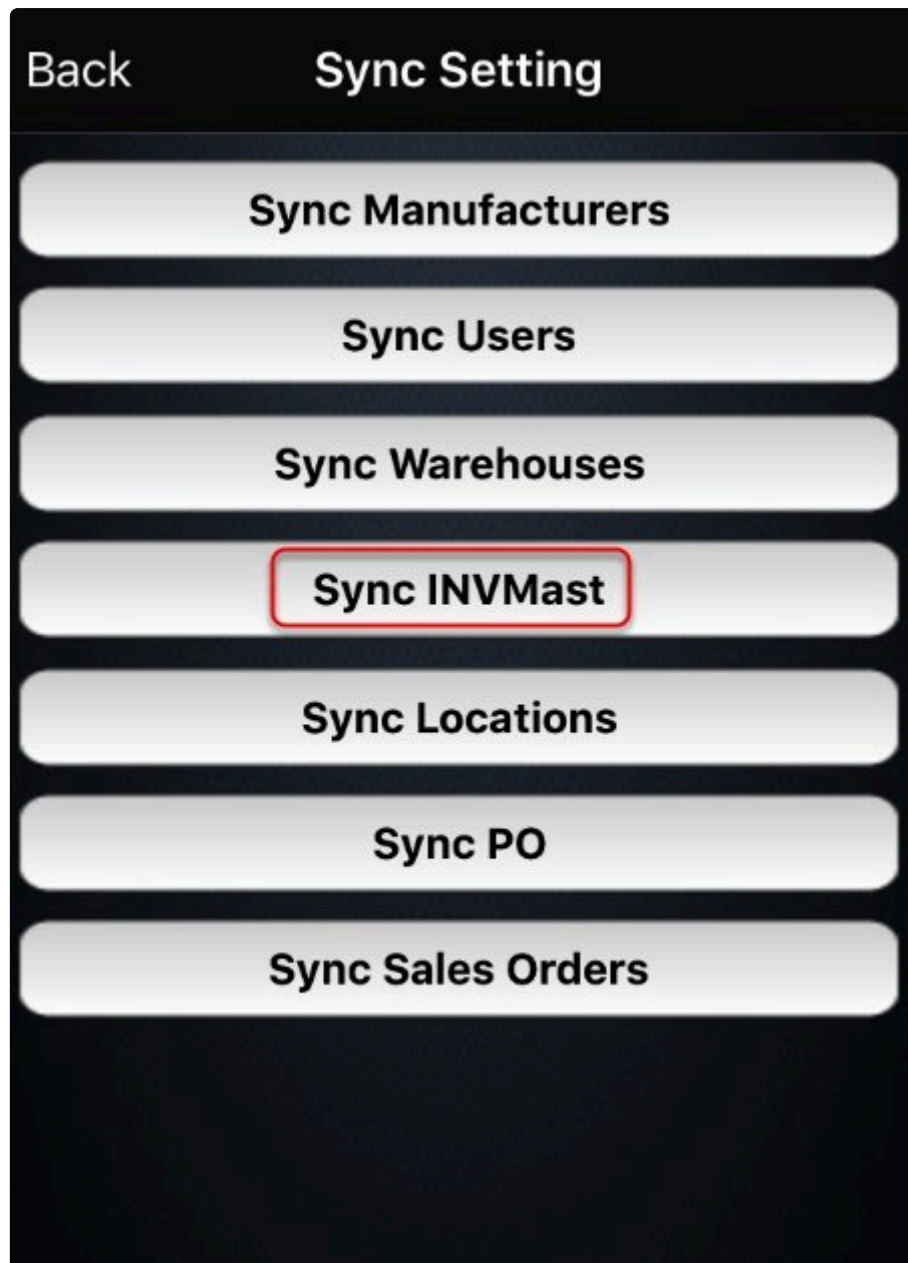 Back
Sync Setting
Sync Manufacturers
Sync Users
Sync Warehouses
Sync INVMast
Sync Locations
Sync PO
Sync Sales Orders